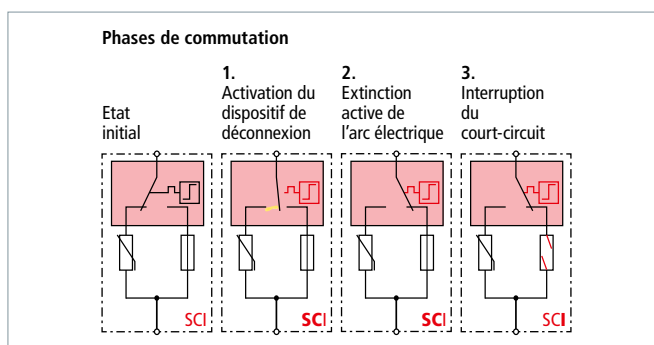 Phases de commutation
Etat
initial
1.
Activation du
dispositif de
déconnexion
2.
Extinction
active de
l'arc électrique
3.
Interruption
du
court-circuit
SCI
SCI
SCI
SCI